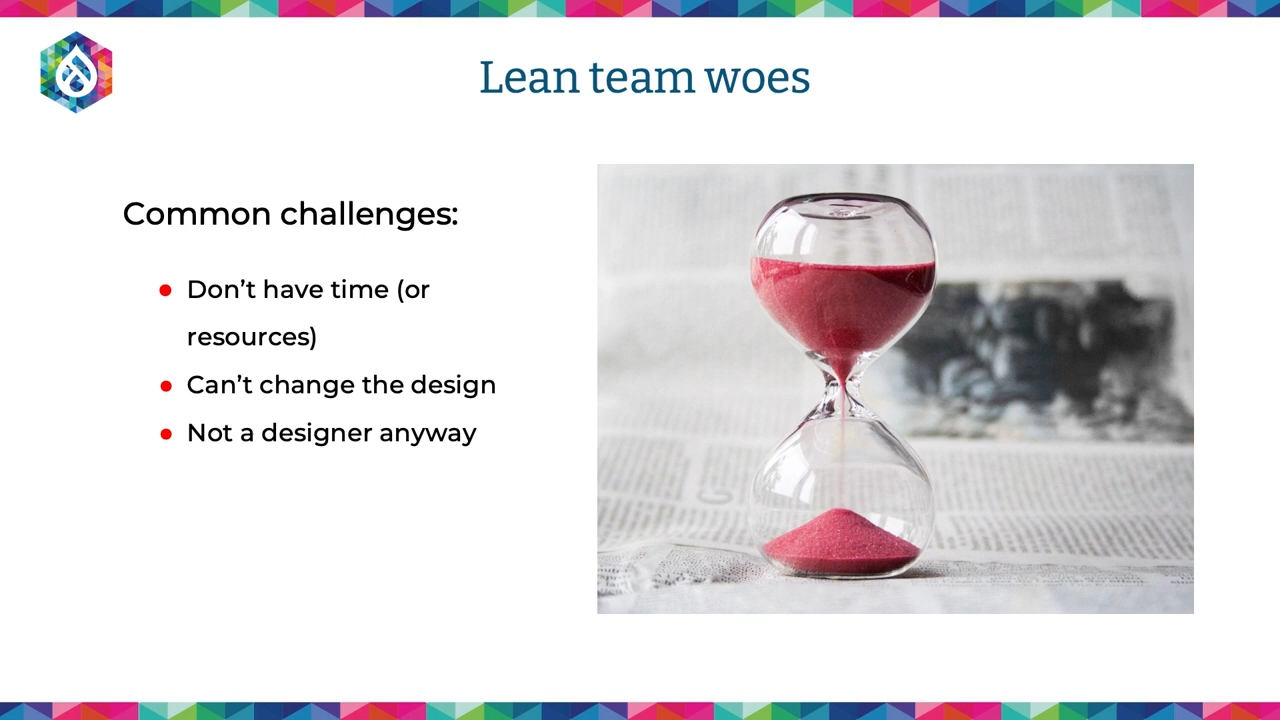 Lean team woes
Common challenges:
Don’t have time (or
resources)
Can’t change the design
Not a designer anyway